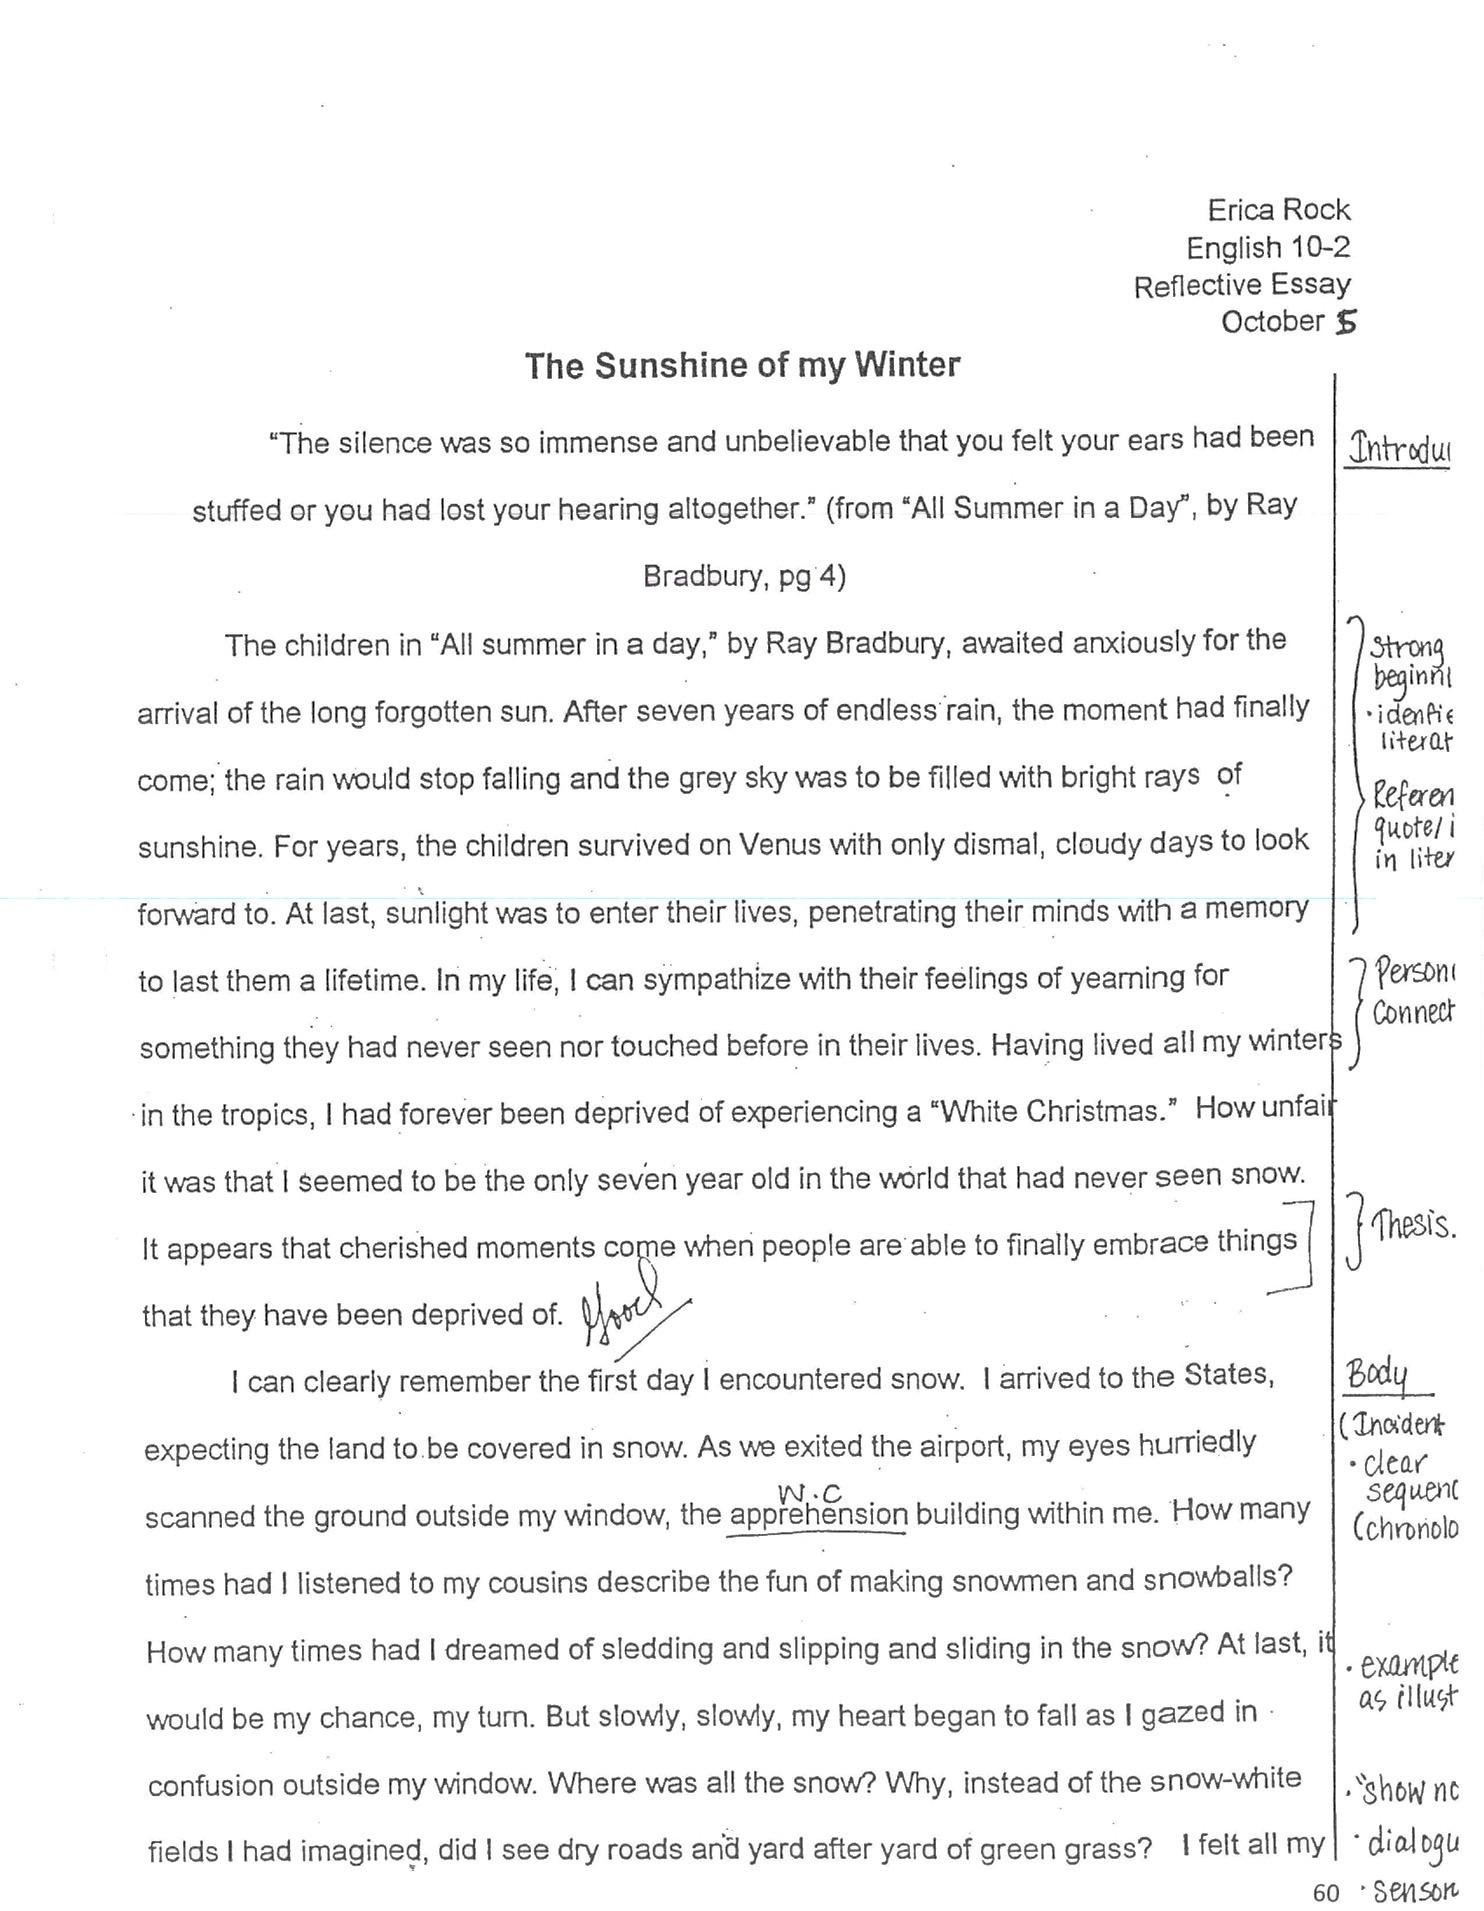 Erica Rock
English 10-2
Reflective Essay
October 5
The Sunshine of my Winter
“The silence was so immense and unbelievable that you felt your ears had been
stuffed or you had lost your hearing altogether.” (from “All Summer in a Day”, by Ray
Bradbury, pg 4)
The children in “All summer in a day,” by Ray Bradbury, awaited anxiously for the
arrival of the long forgotten sun. After seven years of endless rain, the moment had finally
come; the rain would stop falling and the grey sky was to be filled with bright rays of
sunshine. For years, the children survived on Venus with only dismal, cloudy days to look
forward to. At last, sunlight was to enter their lives, penetrating their minds with a memory
to last them a lifetime. In my life, I can sympathize with their feelings of yearning for
something they had never seen nor touched before in their lives. Having lived all my winters
in the tropics, I had forever been deprived of experiencing a “White Christmas.” How unfair
it was that I seemed to be the only seven year old in the world that had never seen snow.
It appears that cherished moments come when people are able to finally embrace things
that they have been deprived of. Good
I can clearly remember the first day I encountered snow. I arrived to the States,
expecting the land to be covered in snow. As we exited the airport, my eyes hurriedly
W.C
scanned the ground outside my window, the apprehension building within me. How many
times had I listened to my cousins describe the fun of making snowmen and snowballs?
How many times had I dreamed of sledding and slipping and sliding in the snow? At last, it
would be my chance, my turn. But slowly, slowly, my heart began to fall as I gazed in
confusion outside my window. Where was all the snow? Why, instead of the snow-white
fields I had imagined, did I see dry roads and yard after yard of green grass? I felt all my
60
Introdu
Strong
beginni
·identie
literat
Referen
quote/i
in liter
Person
Connect
Thesis.
Body
(Incident
· clear
sequenc
(chronolo
· example
as illust
· "show no
· dialogu
· senson